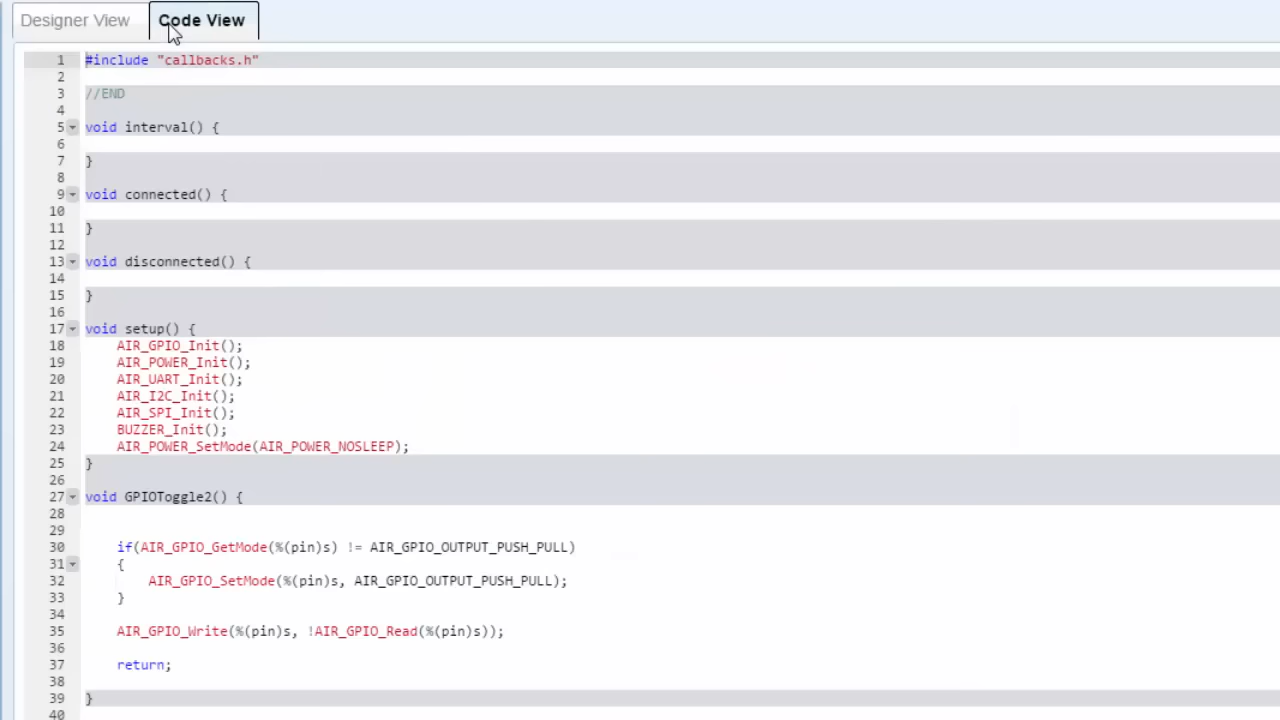 Designer View
Code View
1 #include "callbacks.h"
2
3 //END
4
5 void interval() {
6
7 }
8
9 void connected() {
10
11 }
12
13 void disconnected() {
14
15 }
16
17 void setup() {
18     AIR_GPIO_Init();
19     AIR_POWER_Init();
20     AIR_UART_Init();
21     AIR_I2C_Init();
22     AIR_SPI_Init();
23     BUZZER_Init();
24     AIR_POWER_SetMode(AIR_POWER_NOSLEEP);
25 }
26
27 void GPIOToggle2() {
28
29
30     if(AIR_GPIO_GetMode(%(pin)s) != AIR_GPIO_OUTPUT_PUSH_PULL)
31     {
32         AIR_GPIO_SetMode(%(pin)s, AIR_GPIO_OUTPUT_PUSH_PULL);
33     }
34
35     AIR_GPIO_Write(%(pin)s, !AIR_GPIO_Read(%(pin)s));
36
37     return;
38
39 }
40